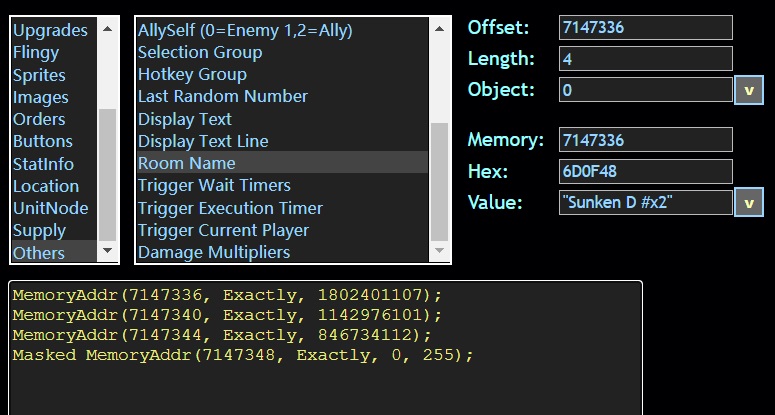 Upgrades
Flingy
Sprites
Images
Orders
Buttons
StatInfo
Location
UnitNode
Supply
Others
AllySelf (0=Enemy 1,2=Ally)
Selection Group
Hotkey Group
Last Random Number
Display Text
Display Text Line
Room Name
Trigger Wait Timers
Trigger Execution Timer
Trigger Current Player
Damage Multipliers
Offset: 7147336
Length: 4
Object: 0 v
Memory: 7147336
Hex: 6D0F48
Value: "Sunken D #x2" v
MemoryAddr(7147336, Exactly, 1802401107);
MemoryAddr(7147340, Exactly, 1142976101);
MemoryAddr(7147344, Exactly, 846734112);
Masked MemoryAddr(7147348, Exactly, 0, 255);